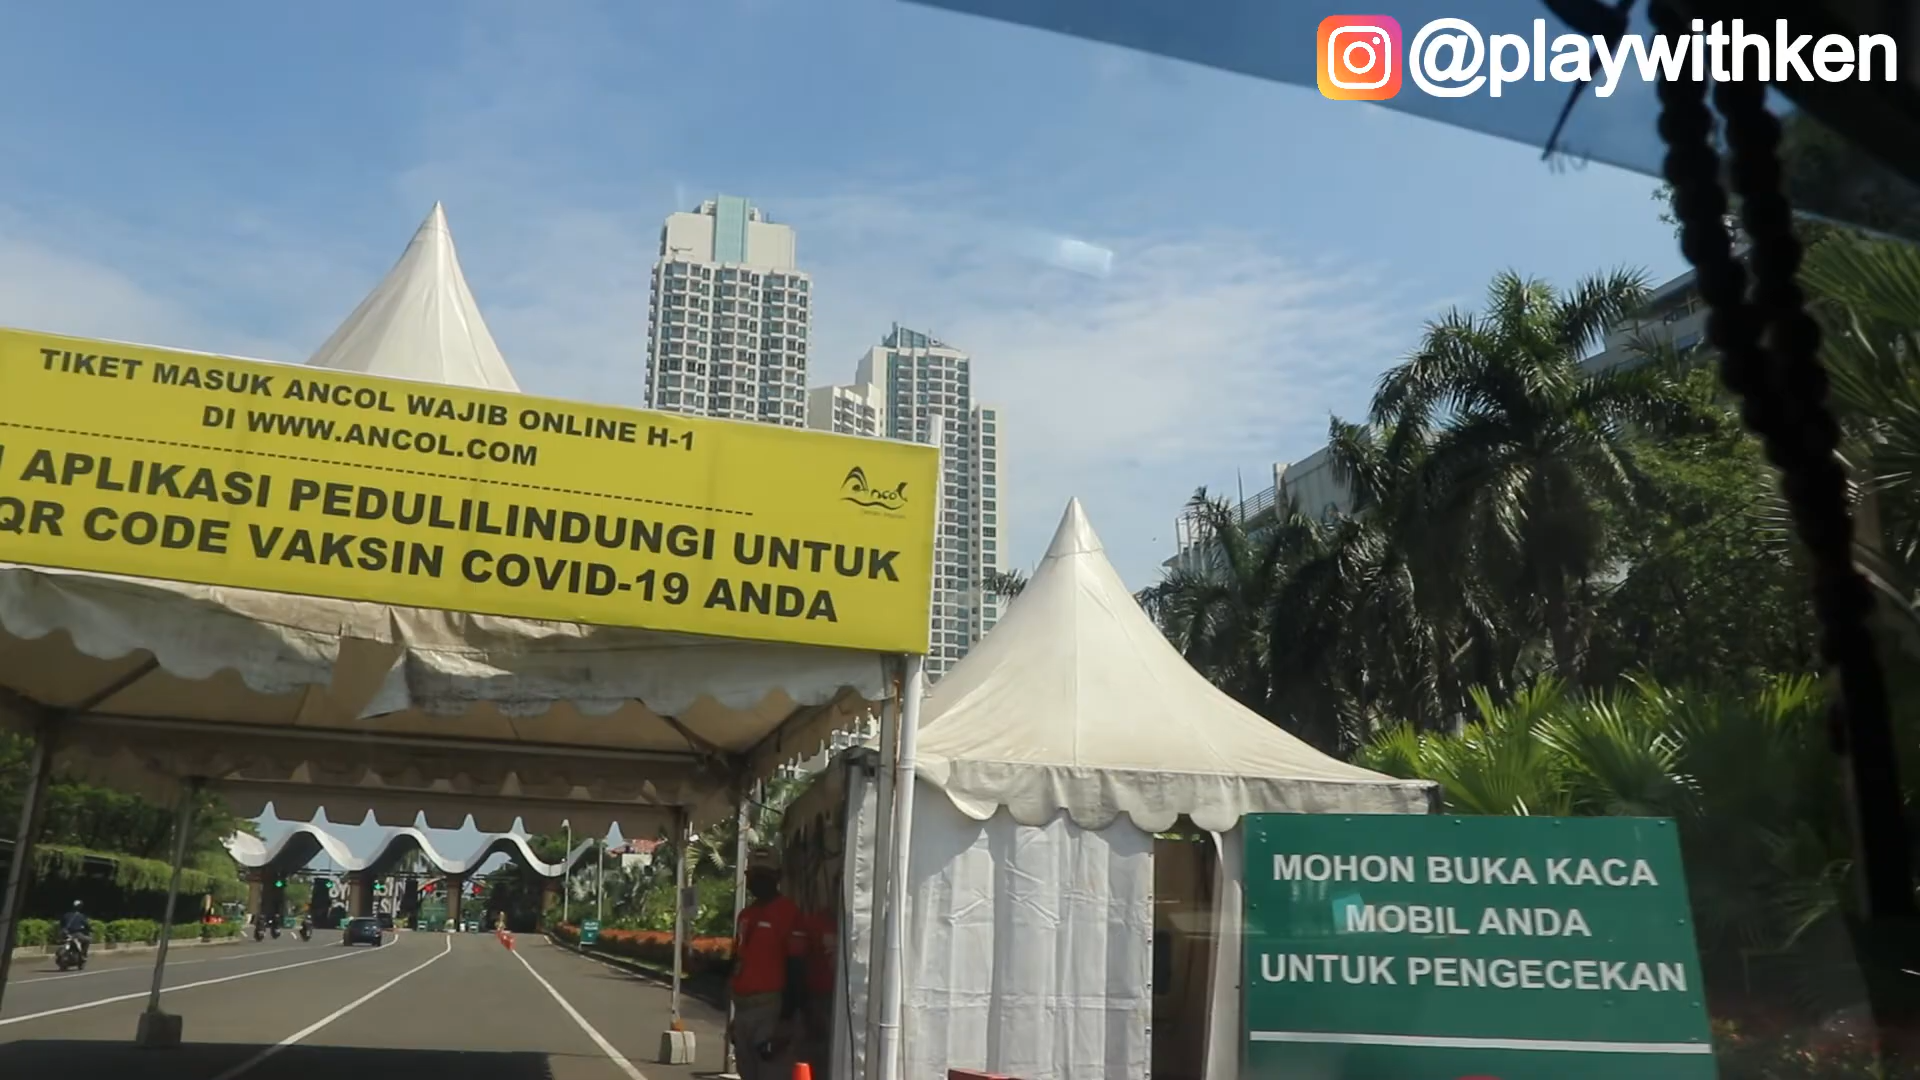 @playwithken
TIKET MASUK ANCOL WAJIB ONLINE H-1
DI WWW.ANCOL.COM
APLIKASI PEDULILINDUNGI UNTUK
QR CODE VAKSIN COVID-19 ANDA
Ancol
MOHON BUKA KACA
MOBIL ANDA
UNTUK PENGECEKAN